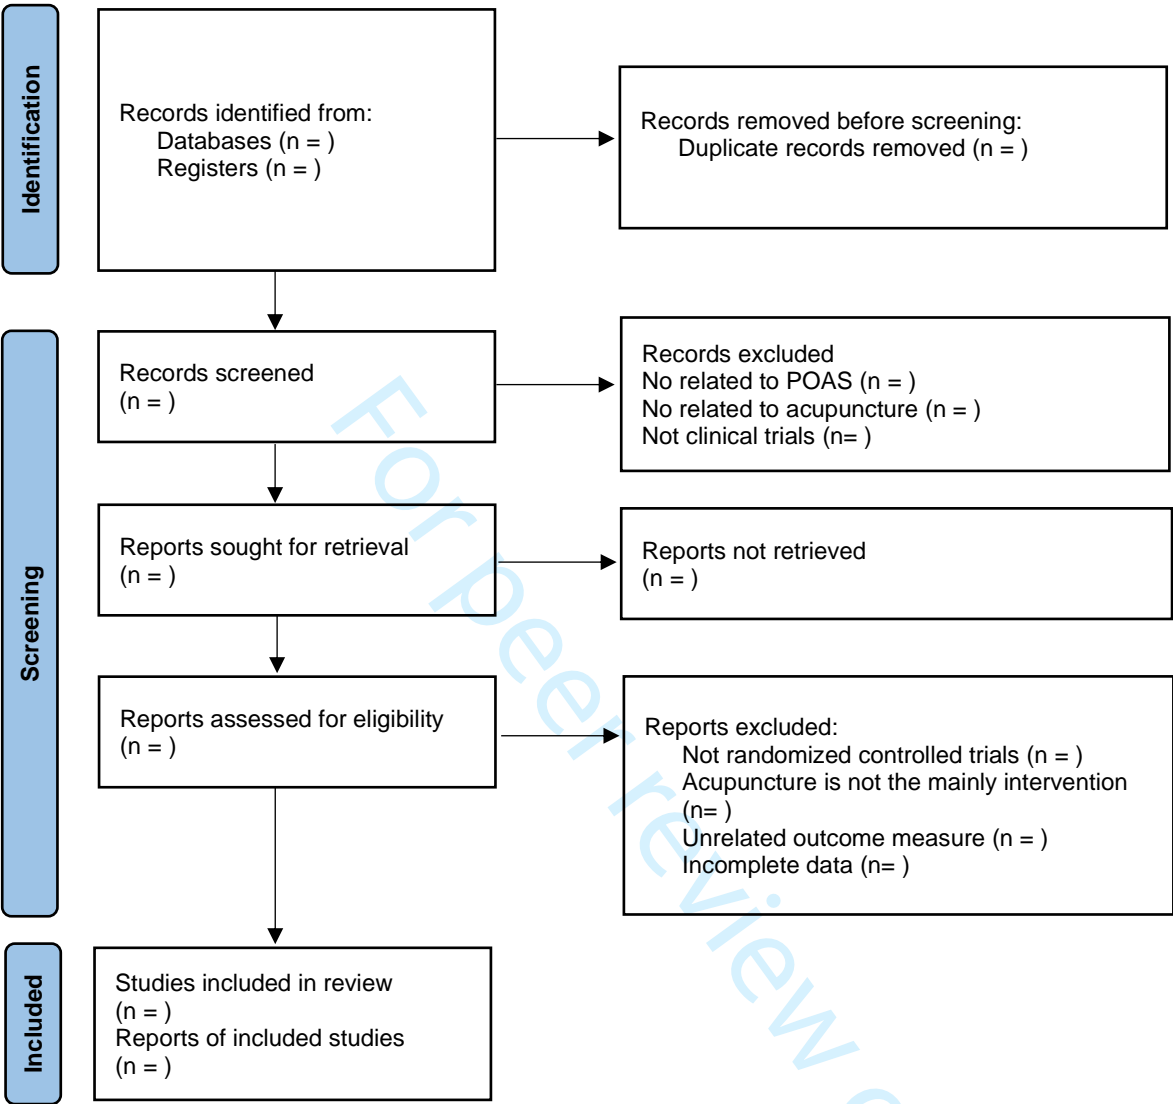 Identification
Records identified from:
Databases (n = )
Registers (n = )
Records removed before screening:
Duplicate records removed (n = )
Screening
Records screened
(n = )
Records excluded
No related to POAS (n = )
No related to acupuncture (n = )
Not clinical trials (n= )
Reports sought for retrieval
(n = )
Reports not retrieved
(n = )
Reports assessed for eligibility
(n = )
Reports excluded:
Not randomized controlled trials (n = )
Acupuncture is not the mainly intervention
(n= )
Unrelated outcome measure (n = )
Incomplete data (n= )
Included
Studies included in review
(n = )
Reports of included studies
(n = )
For peer review